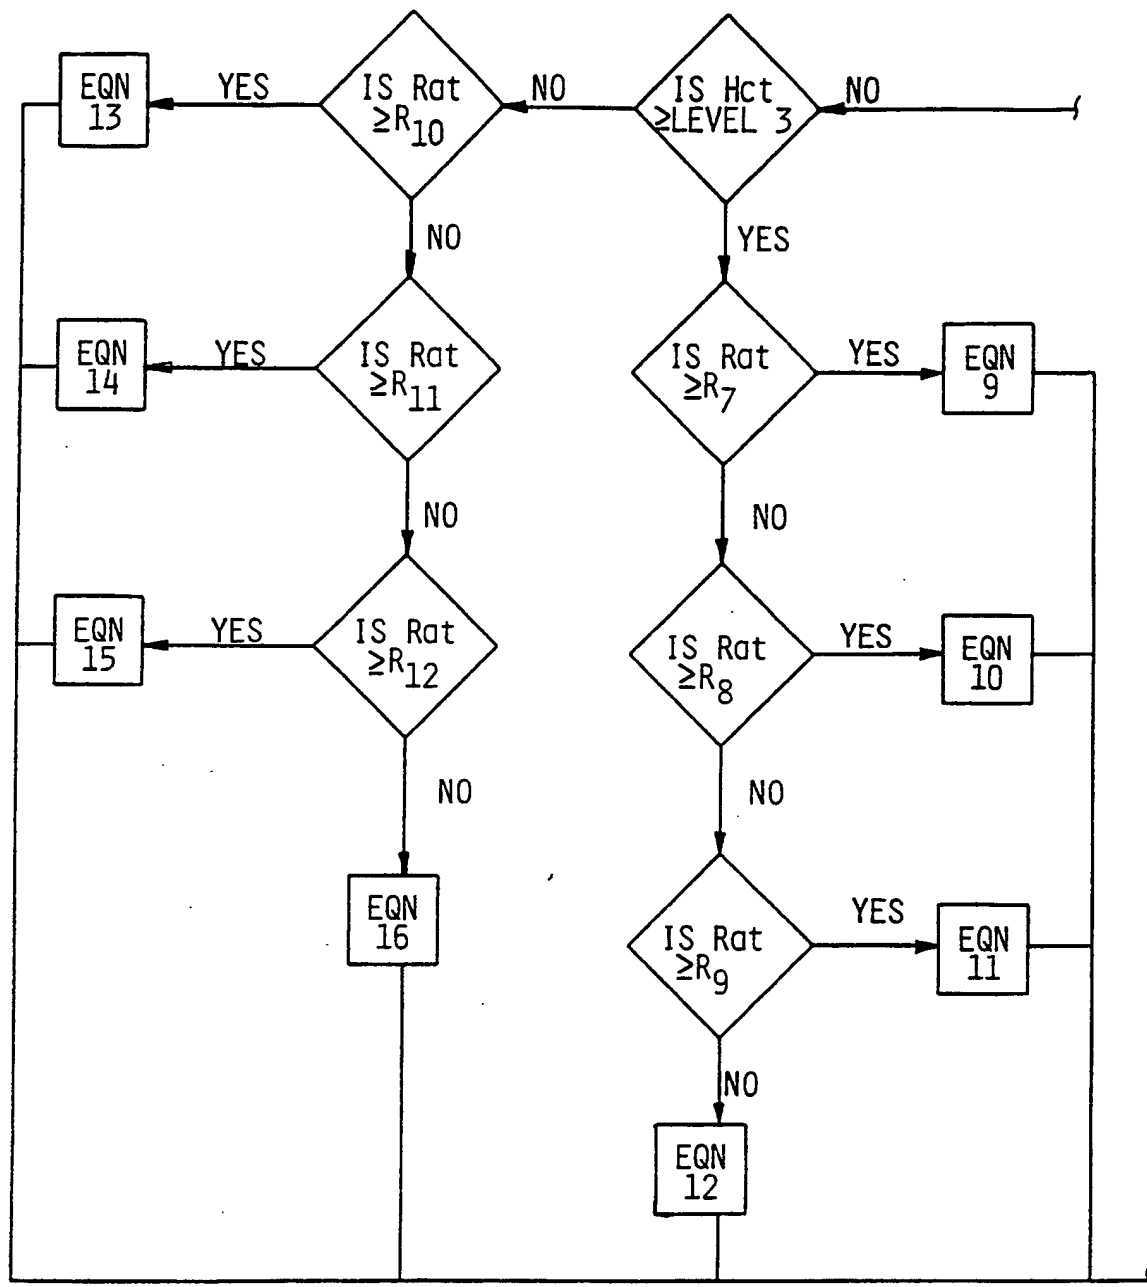 EQN
13
YES
IS Rat
≥R10
NO
IS Hct
≥LEVEL 3
NO
NO
YES
EQN
14
YES
IS Rat
≥R11
IS Rat
≥R7
YES
EQN
9
NO
NO
EQN
15
YES
IS Rat
≥R12
IS Rat
≥R8
YES
EQN
10
NO
NO
EQN
16
IS Rat
≥R9
YES
EQN
11
NO
EQN
12